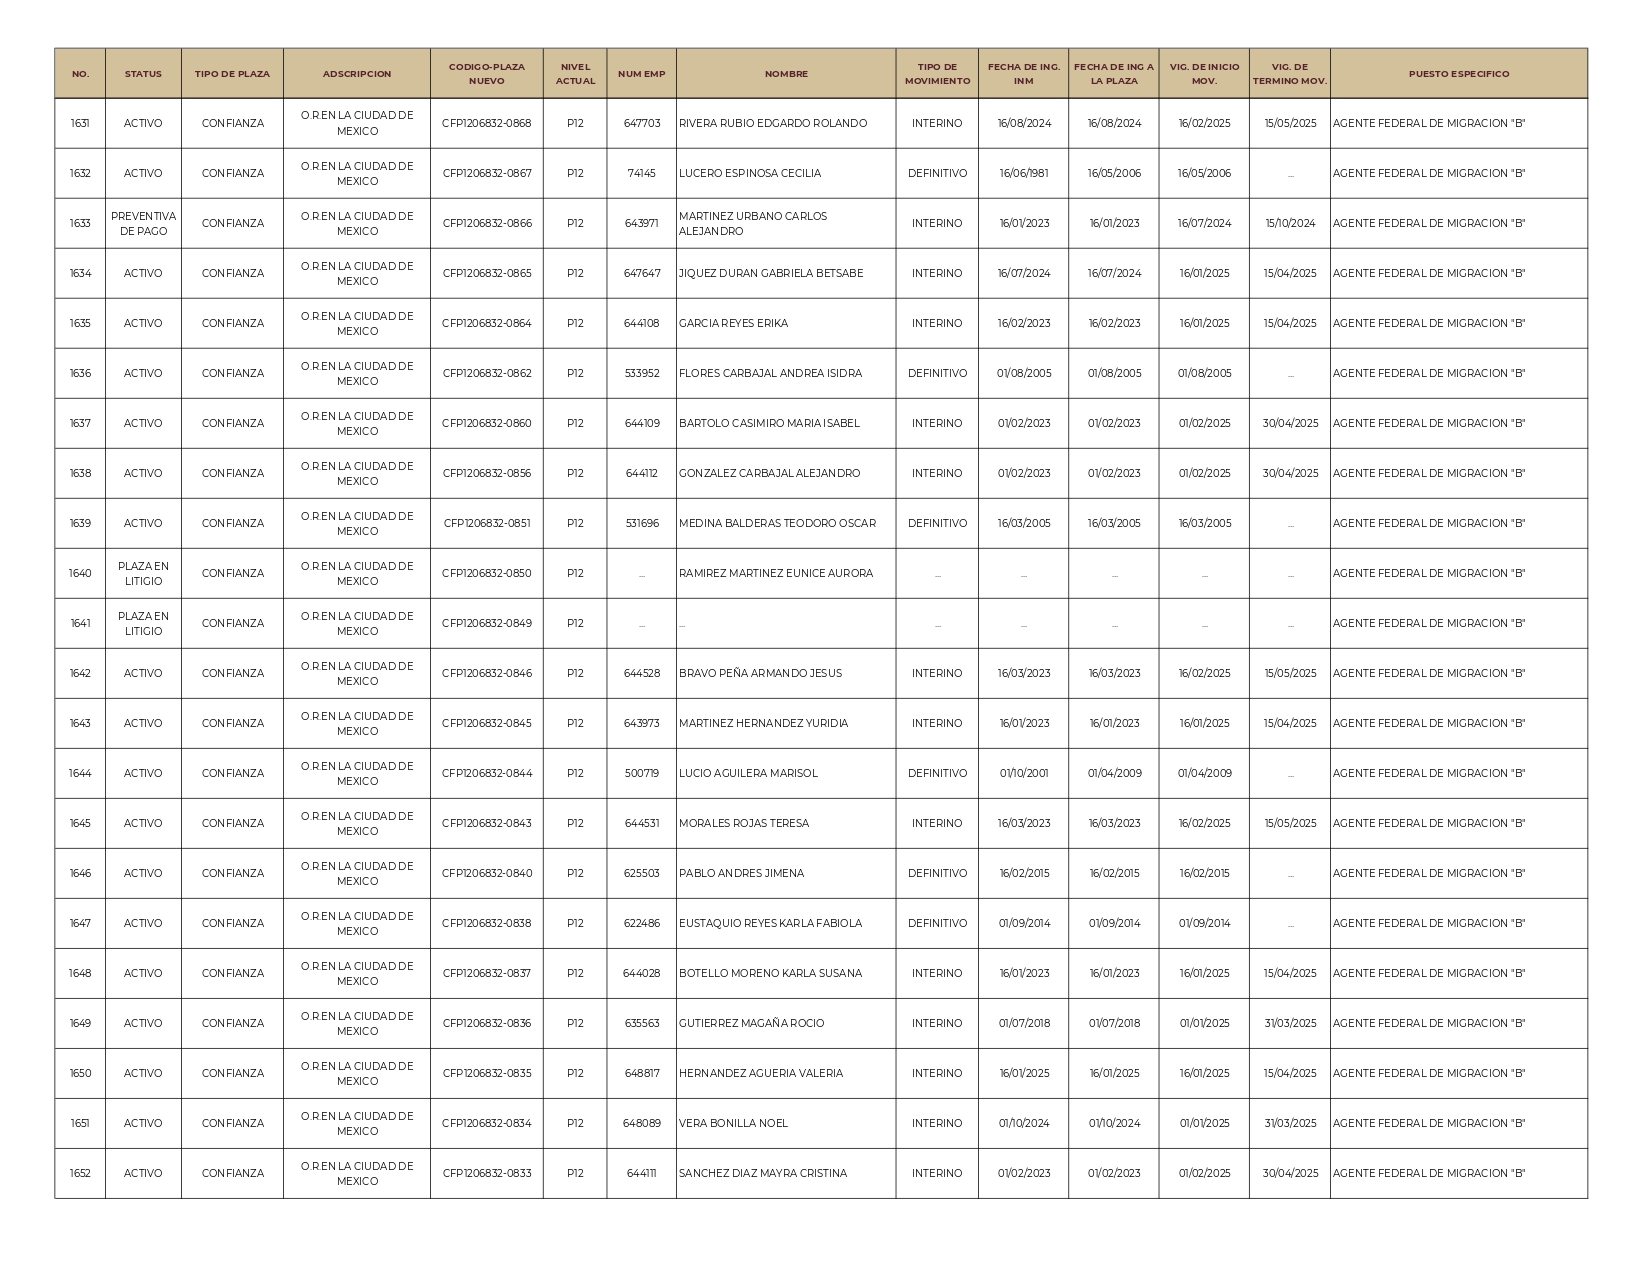 NO. STATUS TIPO DE PLAZA ADSCRIPCION CODIGO-PLAZA NUEVO NIVEL ACTUAL NUM EMP NOMBRE TIPO DE MOVIMIENTO FECHA DE ING. INM FECHA DE ING A LA PLAZA VIG. DE INICIO MOV. VIG. DE TERMINO MOV. PUESTO ESPECIFICO
1631 ACTIVO CONFIANZA O.R.EN LA CIUDAD DE MEXICO CFP1206832-0868 P12 647703 RIVERA RUBIO EDGARDO ROLANDO INTERINO 16/08/2024 16/08/2024 16/02/2025 15/05/2025 AGENTE FEDERAL DE MIGRACION "B"
1632 ACTIVO CONFIANZA O.R.EN LA CIUDAD DE MEXICO CFP1206832-0867 P12 74145 LUCERO ESPINOSA CECILIA DEFINITIVO 16/06/1981 16/05/2006 16/05/2006 ... AGENTE FEDERAL DE MIGRACION "B"
1633 PREVENTIVA DE PAGO CONFIANZA O.R.EN LA CIUDAD DE MEXICO CFP1206832-0866 P12 643971 MARTINEZ URBANO CARLOS ALEJANDRO INTERINO 16/01/2023 16/01/2023 16/07/2024 15/10/2024 AGENTE FEDERAL DE MIGRACION "B"
1634 ACTIVO CONFIANZA O.R.EN LA CIUDAD DE MEXICO CFP1206832-0865 P12 647647 JIQUEZ DURAN GABRIELA BETSABE INTERINO 16/07/2024 16/07/2024 16/01/2025 15/04/2025 AGENTE FEDERAL DE MIGRACION "B"
1635 ACTIVO CONFIANZA O.R.EN LA CIUDAD DE MEXICO CFP1206832-0864 P12 644108 GARCIA REYES ERIKA INTERINO 16/02/2023 16/02/2023 16/01/2025 15/04/2025 AGENTE FEDERAL DE MIGRACION "B"
1636 ACTIVO CONFIANZA O.R.EN LA CIUDAD DE MEXICO CFP1206832-0862 P12 533952 FLORES CARBAJAL ANDREA ISIDRA DEFINITIVO 01/08/2005 01/08/2005 01/08/2005 ... AGENTE FEDERAL DE MIGRACION "B"
1637 ACTIVO CONFIANZA O.R.EN LA CIUDAD DE MEXICO CFP1206832-0860 P12 644109 BARTOLO CASIMIRO MARIA ISABEL INTERINO 01/02/2023 01/02/2023 01/02/2025 30/04/2025 AGENTE FEDERAL DE MIGRACION "B"
1638 ACTIVO CONFIANZA O.R.EN LA CIUDAD DE MEXICO CFP1206832-0856 P12 644112 GONZALEZ CARBAJAL ALEJANDRO INTERINO 01/02/2023 01/02/2023 01/02/2025 30/04/2025 AGENTE FEDERAL DE MIGRACION "B"
1639 ACTIVO CONFIANZA O.R.EN LA CIUDAD DE MEXICO CFP1206832-0851 P12 531696 MEDINA BALDERAS TEODORO OSCAR DEFINITIVO 16/03/2005 16/03/2005 16/03/2005 ... AGENTE FEDERAL DE MIGRACION "B"
1640 PLAZA EN LITIGIO CONFIANZA O.R.EN LA CIUDAD DE MEXICO CFP1206832-0850 P12 ... RAMIREZ MARTINEZ EUNICE AURORA ... ... ... ... ... AGENTE FEDERAL DE MIGRACION "B"
1641 PLAZA EN LITIGIO CONFIANZA O.R.EN LA CIUDAD DE MEXICO CFP1206832-0849 P12 ... ... ... ... ... ... ... AGENTE FEDERAL DE MIGRACION "B"
1642 ACTIVO CONFIANZA O.R.EN LA CIUDAD DE MEXICO CFP1206832-0846 P12 644528 BRAVO PEÑA ARMANDO JESUS INTERINO 16/03/2023 16/03/2023 16/02/2025 15/05/2025 AGENTE FEDERAL DE MIGRACION "B"
1643 ACTIVO CONFIANZA O.R.EN LA CIUDAD DE MEXICO CFP1206832-0845 P12 643973 MARTINEZ HERNANDEZ YURIDIA INTERINO 16/01/2023 16/01/2023 16/01/2025 15/04/2025 AGENTE FEDERAL DE MIGRACION "B"
1644 ACTIVO CONFIANZA O.R.EN LA CIUDAD DE MEXICO CFP1206832-0844 P12 500719 LUCIO AGUILERA MARISOL DEFINITIVO 01/10/2001 01/04/2009 01/04/2009 ... AGENTE FEDERAL DE MIGRACION "B"
1645 ACTIVO CONFIANZA O.R.EN LA CIUDAD DE MEXICO CFP1206832-0843 P12 644531 MORALES ROJAS TERESA INTERINO 16/03/2023 16/03/2023 16/02/2025 15/05/2025 AGENTE FEDERAL DE MIGRACION "B"
1646 ACTIVO CONFIANZA O.R.EN LA CIUDAD DE MEXICO CFP1206832-0840 P12 625503 PABLO ANDRES JIMENA DEFINITIVO 16/02/2015 16/02/2015 16/02/2015 ... AGENTE FEDERAL DE MIGRACION "B"
1647 ACTIVO CONFIANZA O.R.EN LA CIUDAD DE MEXICO CFP1206832-0838 P12 622486 EUSTAQUIO REYES KARLA FABIOLA DEFINITIVO 01/09/2014 01/09/2014 01/09/2014 ... AGENTE FEDERAL DE MIGRACION "B"
1648 ACTIVO CONFIANZA O.R.EN LA CIUDAD DE MEXICO CFP1206832-0837 P12 644028 BOTELLO MORENO KARLA SUSANA INTERINO 16/01/2023 16/01/2023 16/01/2025 15/04/2025 AGENTE FEDERAL DE MIGRACION "B"
1649 ACTIVO CONFIANZA O.R.EN LA CIUDAD DE MEXICO CFP1206832-0836 P12 635563 GUTIERREZ MAGAÑA ROCIO INTERINO 01/07/2018 01/07/2018 01/01/2025 31/03/2025 AGENTE FEDERAL DE MIGRACION "B"
1650 ACTIVO CONFIANZA O.R.EN LA CIUDAD DE MEXICO CFP1206832-0835 P12 648817 HERNANDEZ AGUERIA VALERIA INTERINO 16/01/2025 16/01/2025 16/01/2025 15/04/2025 AGENTE FEDERAL DE MIGRACION "B"
1651 ACTIVO CONFIANZA O.R.EN LA CIUDAD DE MEXICO CFP1206832-0834 P12 648089 VERA BONILLA NOEL INTERINO 01/10/2024 01/10/2024 01/01/2025 31/03/2025 AGENTE FEDERAL DE MIGRACION "B"
1652 ACTIVO CONFIANZA O.R.EN LA CIUDAD DE MEXICO CFP1206832-0833 P12 644111 SANCHEZ DIAZ MAYRA CRISTINA INTERINO 01/02/2023 01/02/2023 01/02/2025 30/04/2025 AGENTE FEDERAL DE MIGRACION "B"